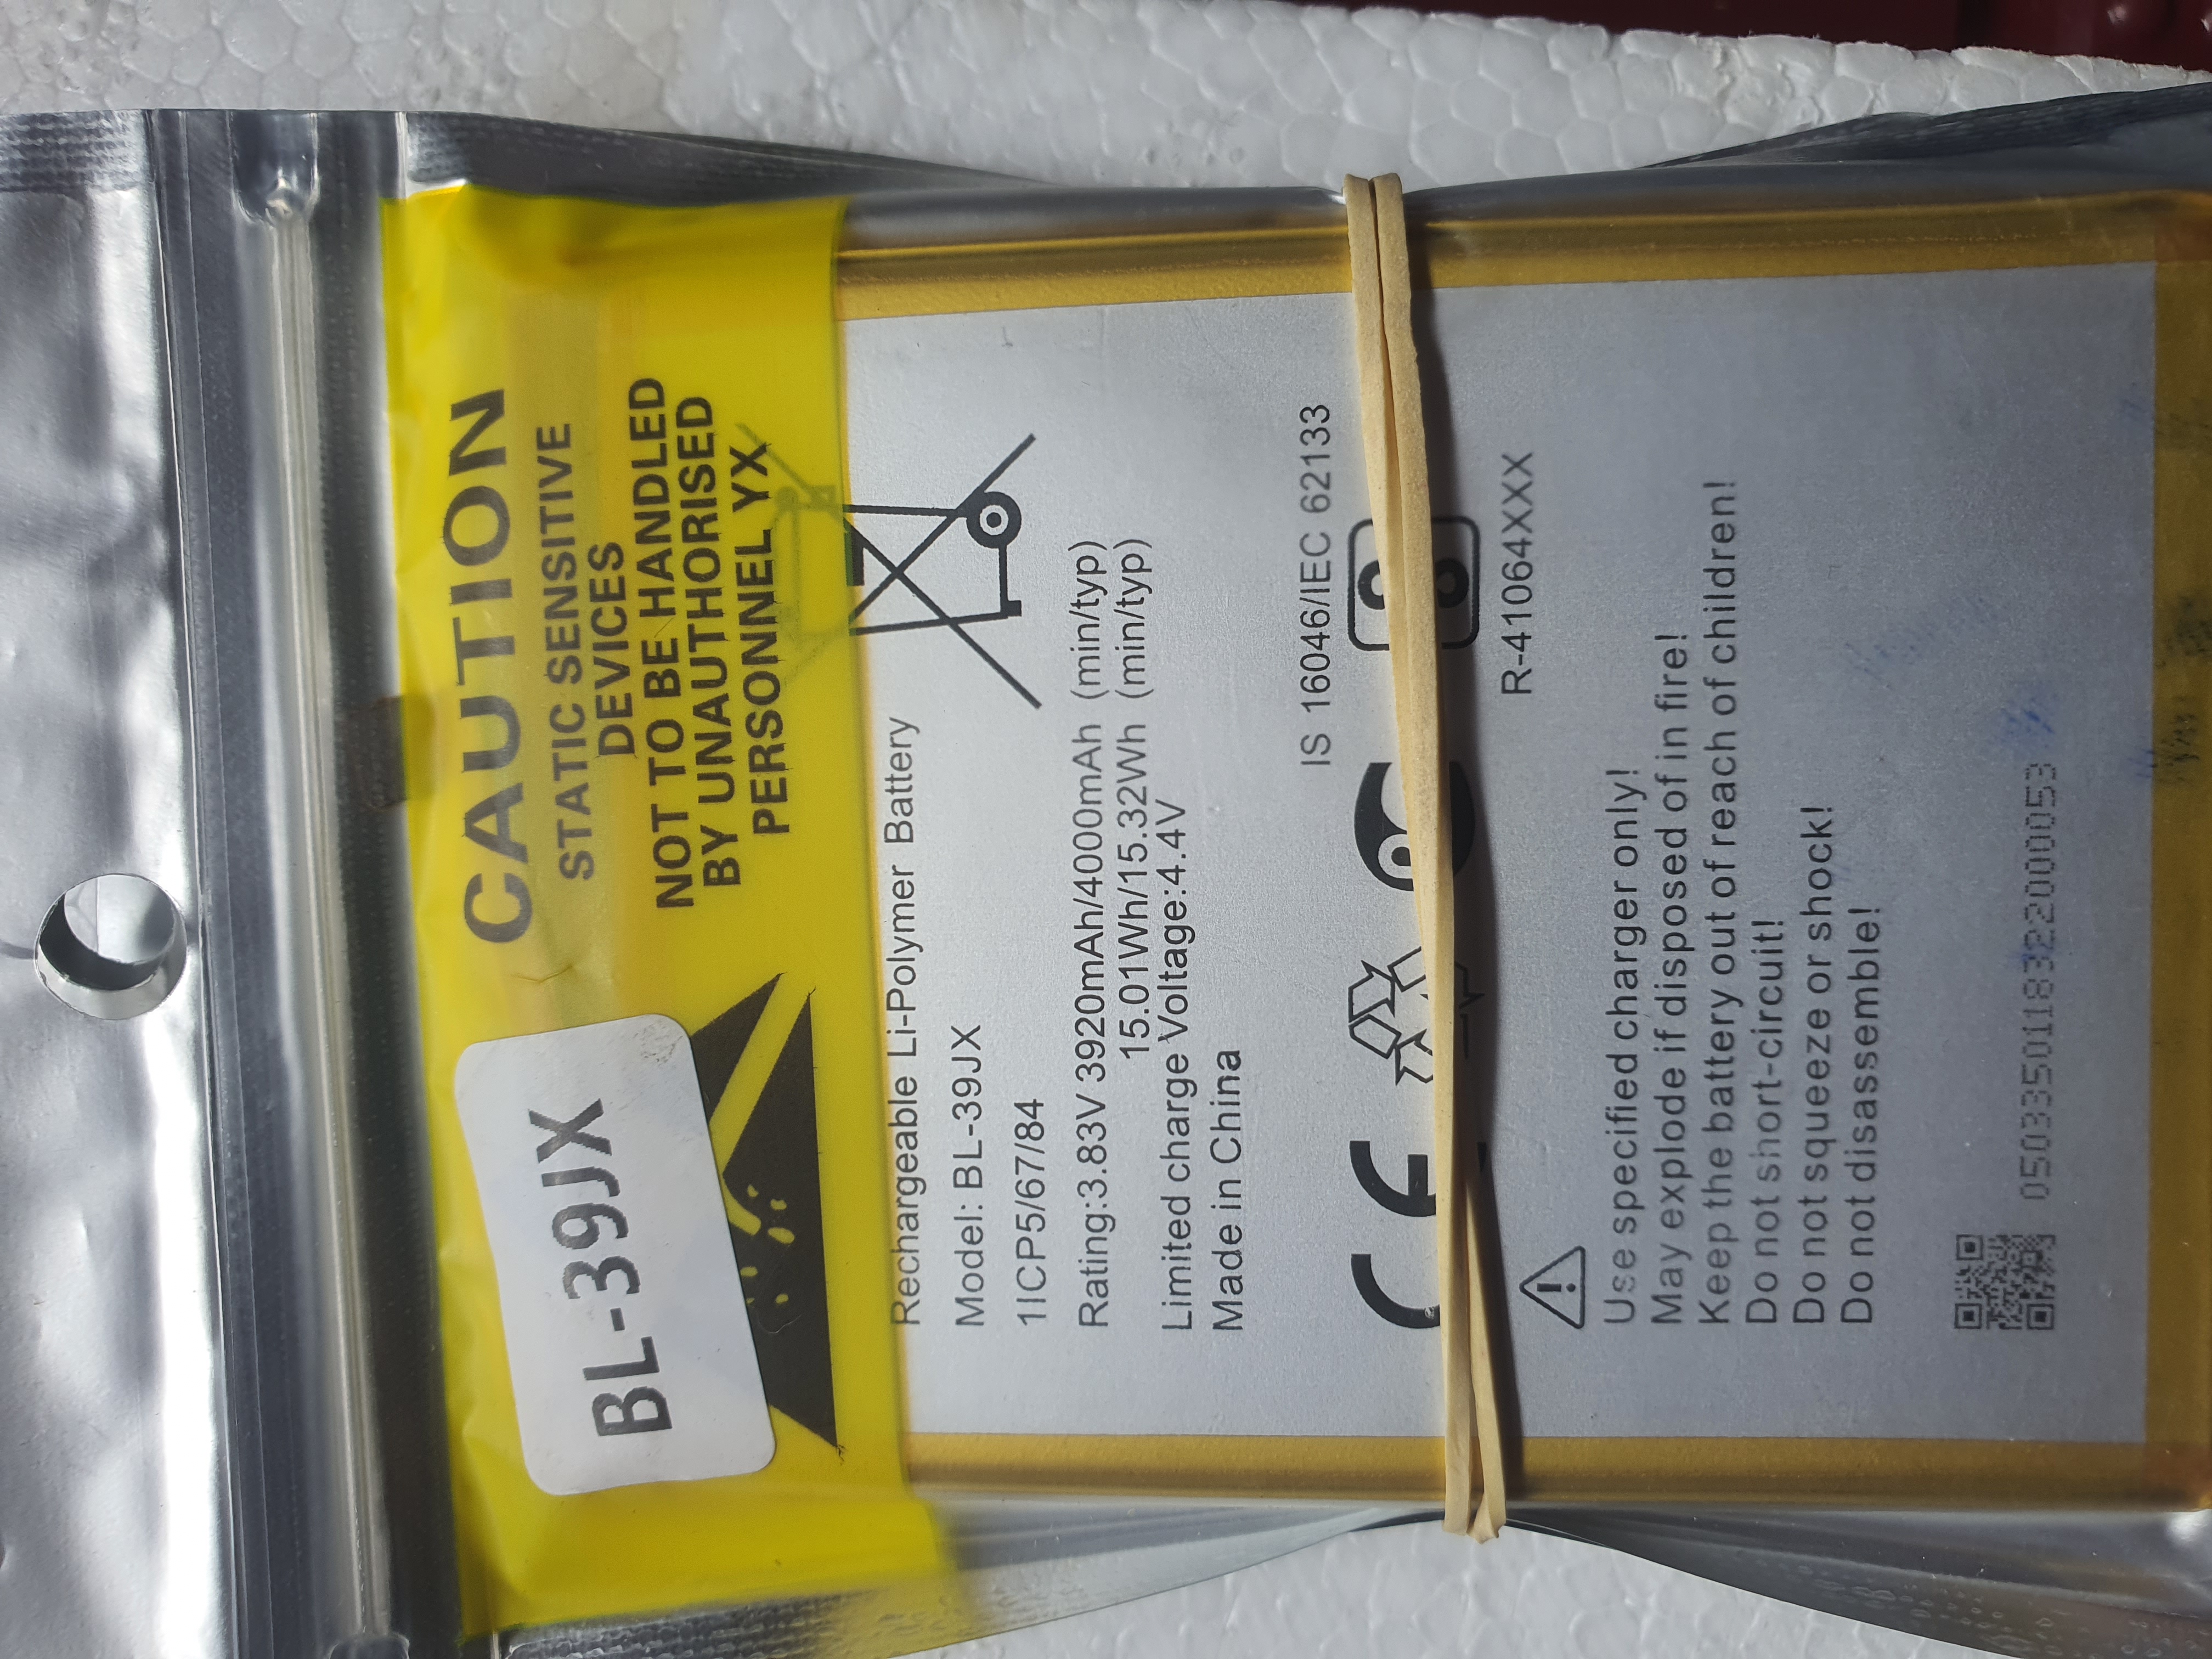 CAUTION
STATIC SENSITIVE
DEVICES
NOT TO BE HANDLED
BY UNAUTHORISED
PERSONNEL YX
BL-39JX
Rechargeable Li-Polymer Battery
Model: BL-39JX
1ICP5/67/84
Rating:3.83V 3920mAh/4000mAh (min/typ)
15.01Wh/15.32Wh (min/typ)
Limited charge Voltage:4.4V
Made in China
IS 16046/IEC 62133
CE
R-41064XXX
Use specified charger only!
May explode if disposed of in fire!
Keep the battery out of reach of children!
Do not short-circuit!
Do not squeeze or shock!
Do not disassemble!